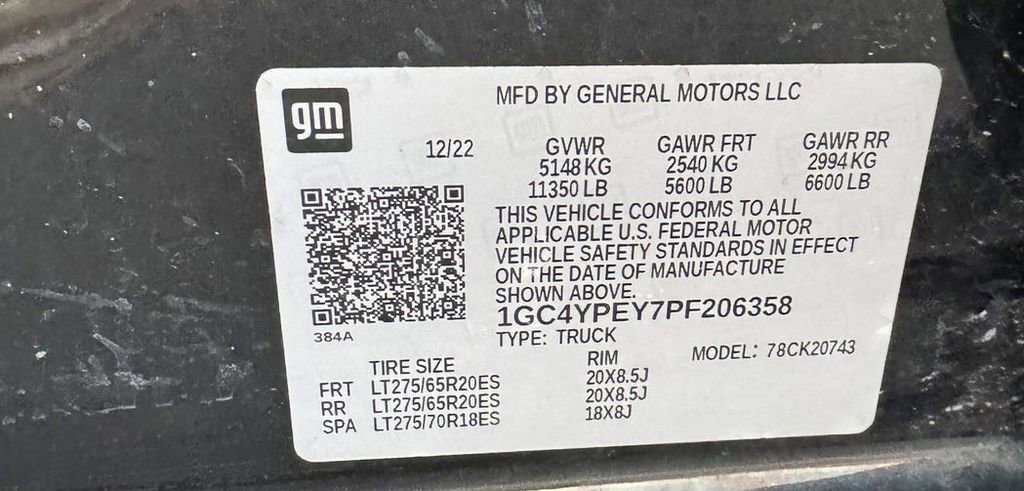 gm
MFD BY GENERAL MOTORS LLC
12/22 GVWR GAWR FRT GAWR RR
5148 KG 2540 KG 2994 KG
11350 LB 5600 LB 6600 LB
THIS VEHICLE CONFORMS TO ALL
APPLICABLE U.S. FEDERAL MOTOR
VEHICLE SAFETY STANDARDS IN EFFECT
ON THE DATE OF MANUFACTURE
SHOWN ABOVE.
1GC4YPEY7PF206358
384A
TYPE: TRUCK
MODEL: 78CK20743
TIRE SIZE RIM
FRT LT275/65R20ES 20X8.5J
RR LT275/65R20ES 20X8.5J
SPA LT275/70R18ES 18X8J